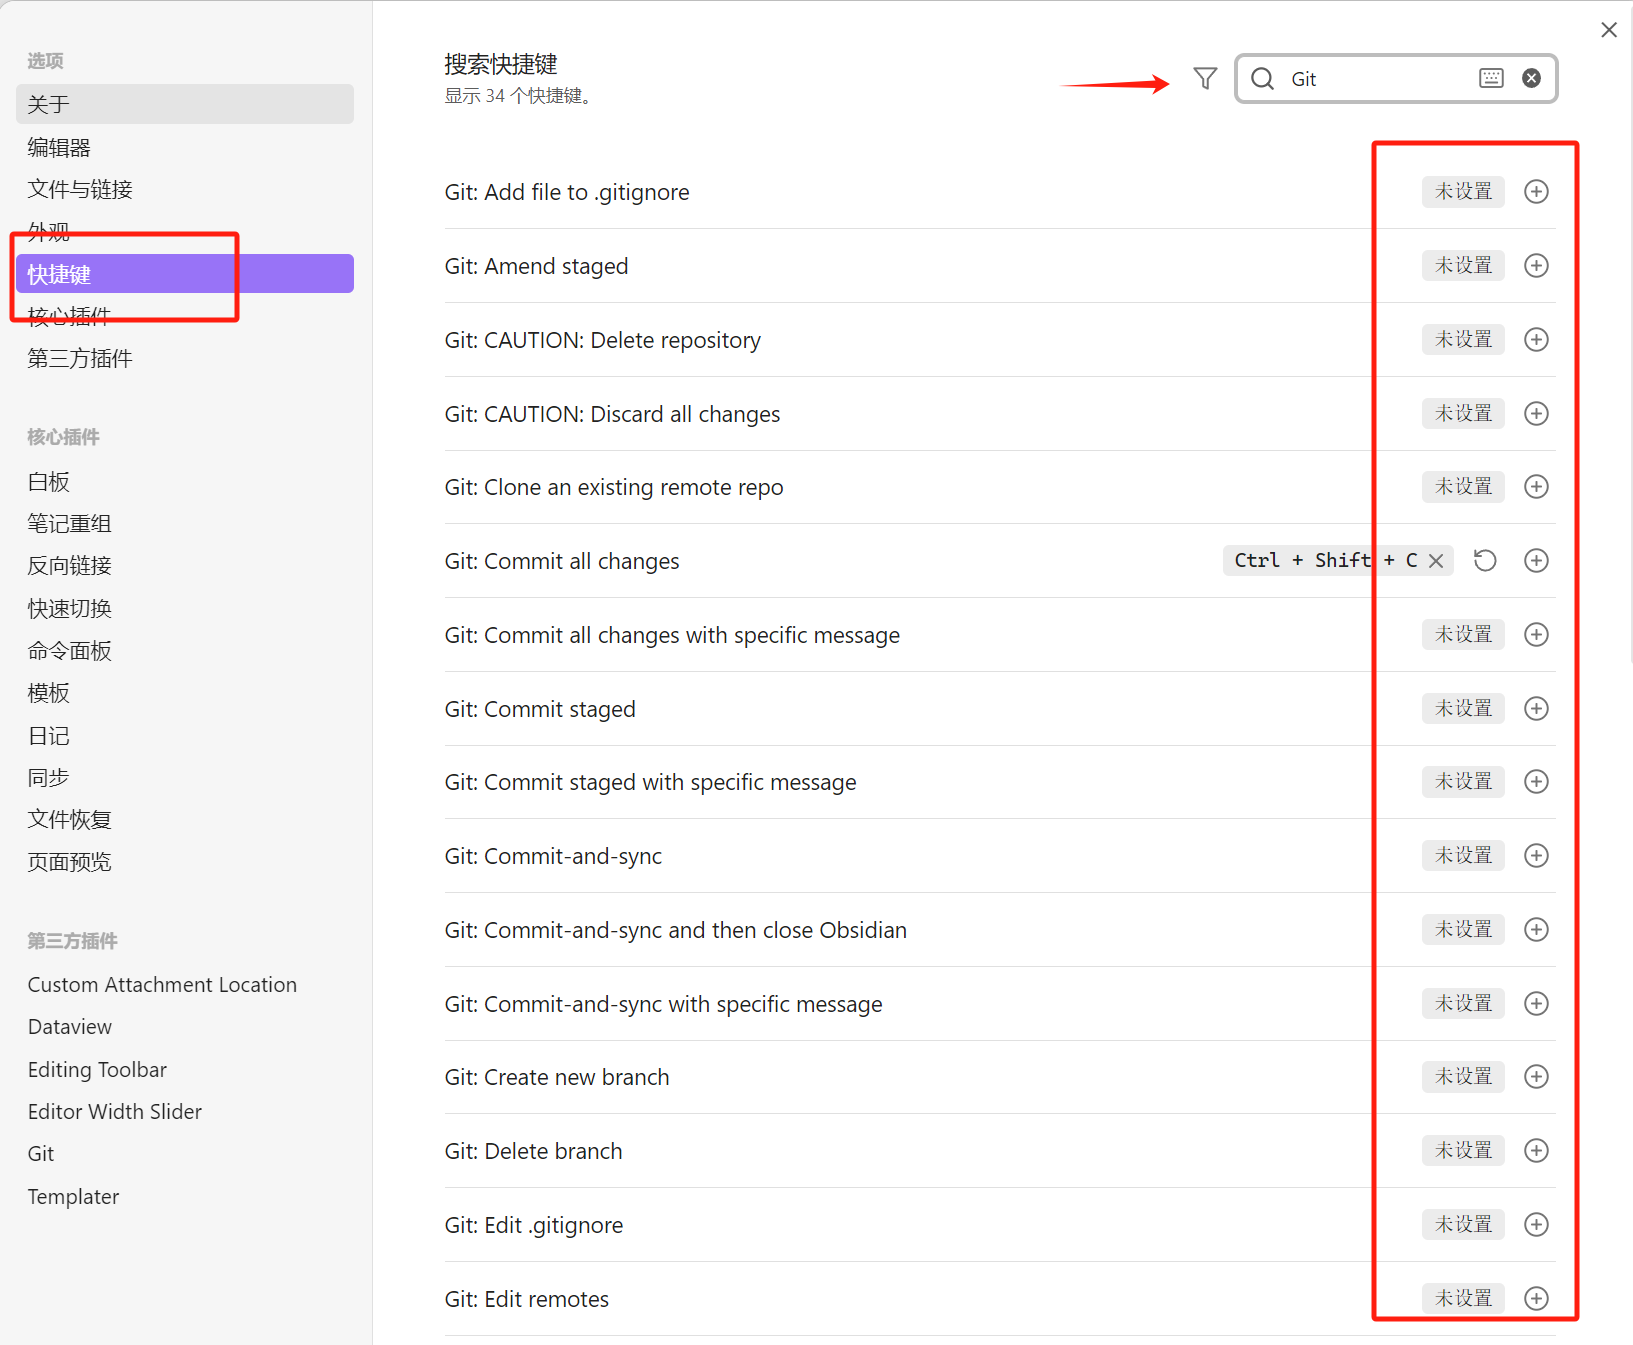 选项
关于
编辑器
文件与链接
外观
快捷键
核心插件
第三方插件
核心插件
白板
笔记重组
反向链接
快速切换
命令面板
模板
日记
同步
文件恢复
页面预览
第三方插件
Custom Attachment Location
Dataview
Editing Toolbar
Editor Width Slider
Git
Templater
搜索快捷键
显示 34 个快捷键。
Git
Git: Add file to .gitignore 未设置
Git: Amend staged 未设置
Git: CAUTION: Delete repository 未设置
Git: CAUTION: Discard all changes 未设置
Git: Clone an existing remote repo 未设置
Git: Commit all changes Ctrl + Shift + C
Git: Commit all changes with specific message 未设置
Git: Commit staged 未设置
Git: Commit staged with specific message 未设置
Git: Commit-and-sync 未设置
Git: Commit-and-sync and then close Obsidian 未设置
Git: Commit-and-sync with specific message 未设置
Git: Create new branch 未设置
Git: Delete branch 未设置
Git: Edit .gitignore 未设置
Git: Edit remotes 未设置